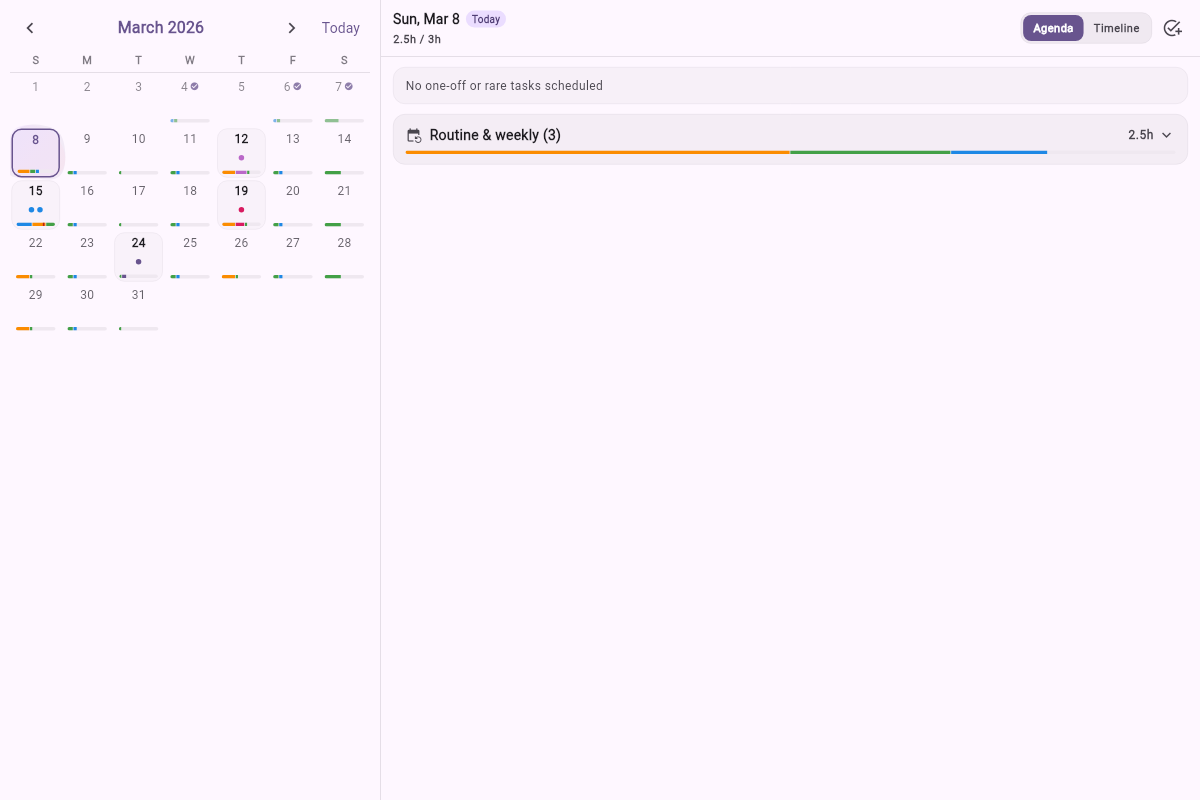 March 2026 Today
S M T W T F S
1 2 3 4 5 6 7
8 9 10 11 12 13 14
15 16 17 18 19 20 21
22 23 24 25 26 27 28
29 30 31
Sun, Mar 8 Today
2.5h / 3h
Agenda Timeline
No one-off or rare tasks scheduled
Routine & weekly (3) 2.5h